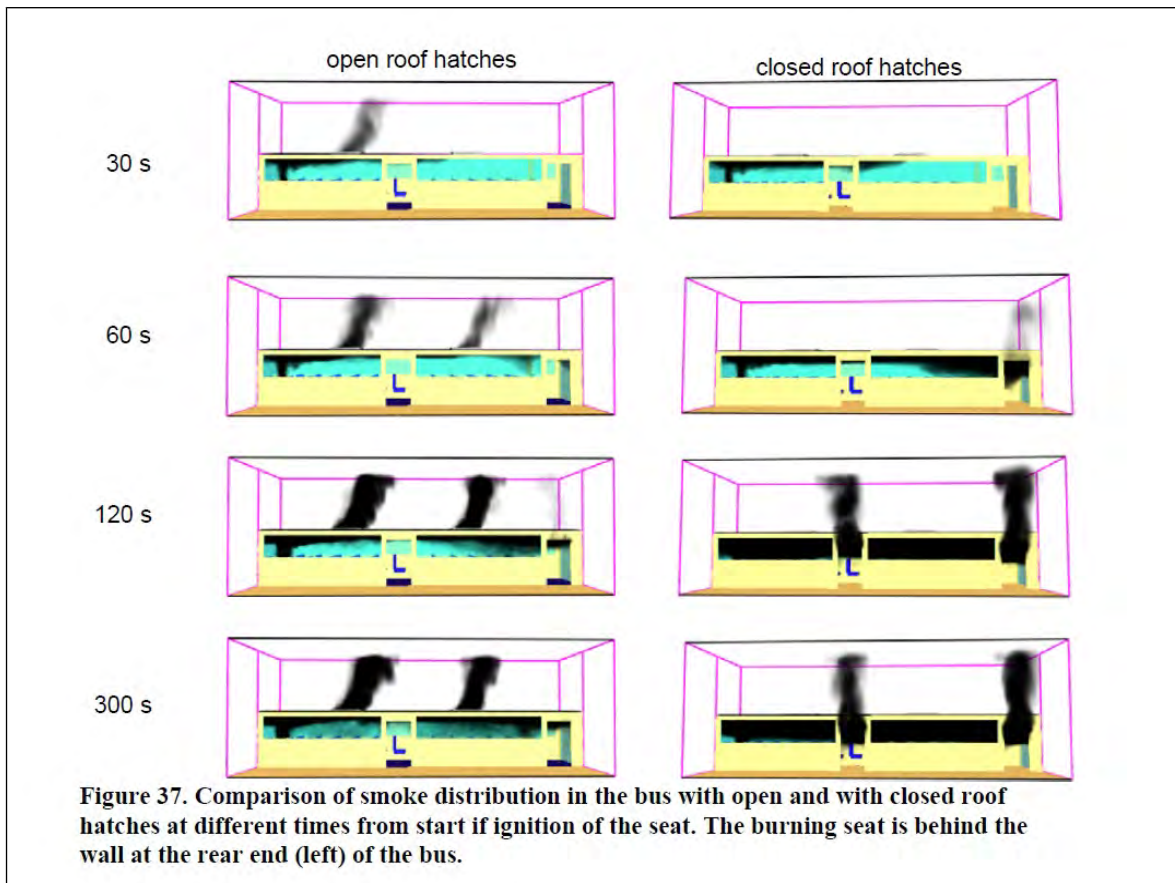 open roof hatches
closed roof hatches
30 s
60 s
120 s
300 s
Figure 37. Comparison of smoke distribution in the bus with open and with closed roof
hatches at different times from start if ignition of the seat. The burning seat is behind the
wall at the rear end (left) of the bus.